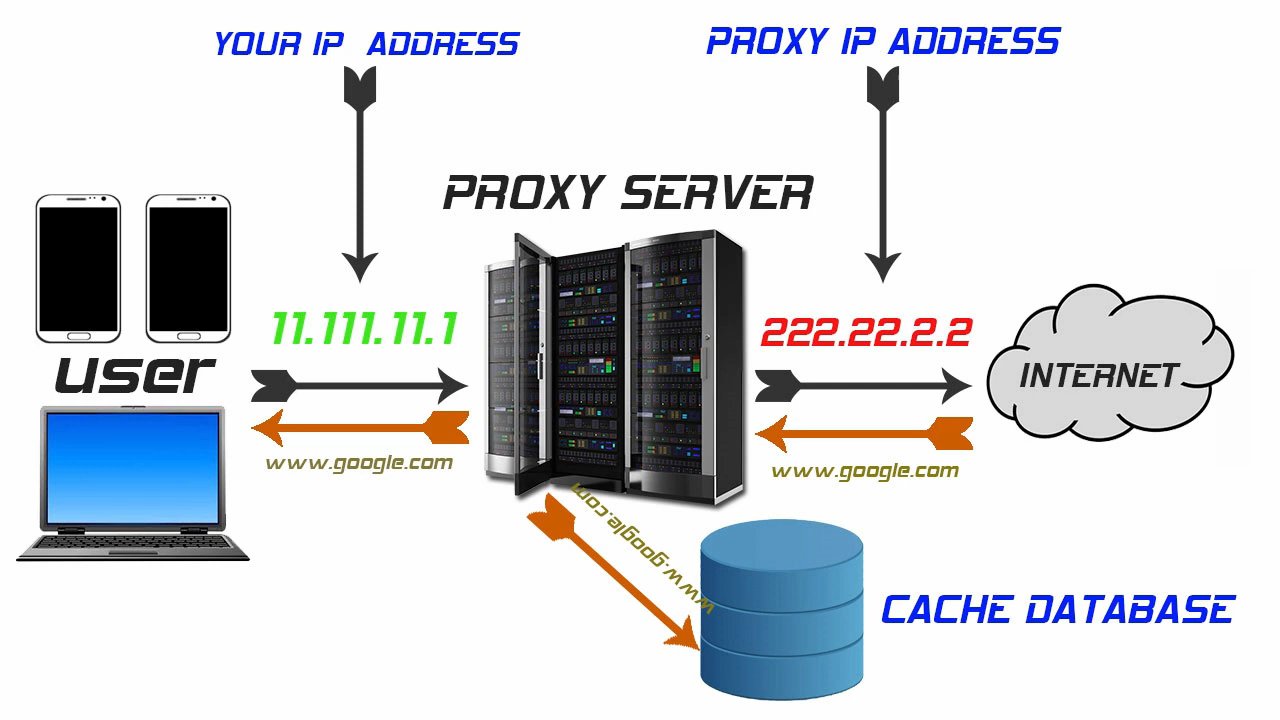 YOUR IP ADDRESS
PROXY IP ADDRESS
PROXY SERVER
11.111.11.1
222.22.2.2
user
INTERNET
www.google.com
www.google.com
www.google.com
CACHE DATABASE